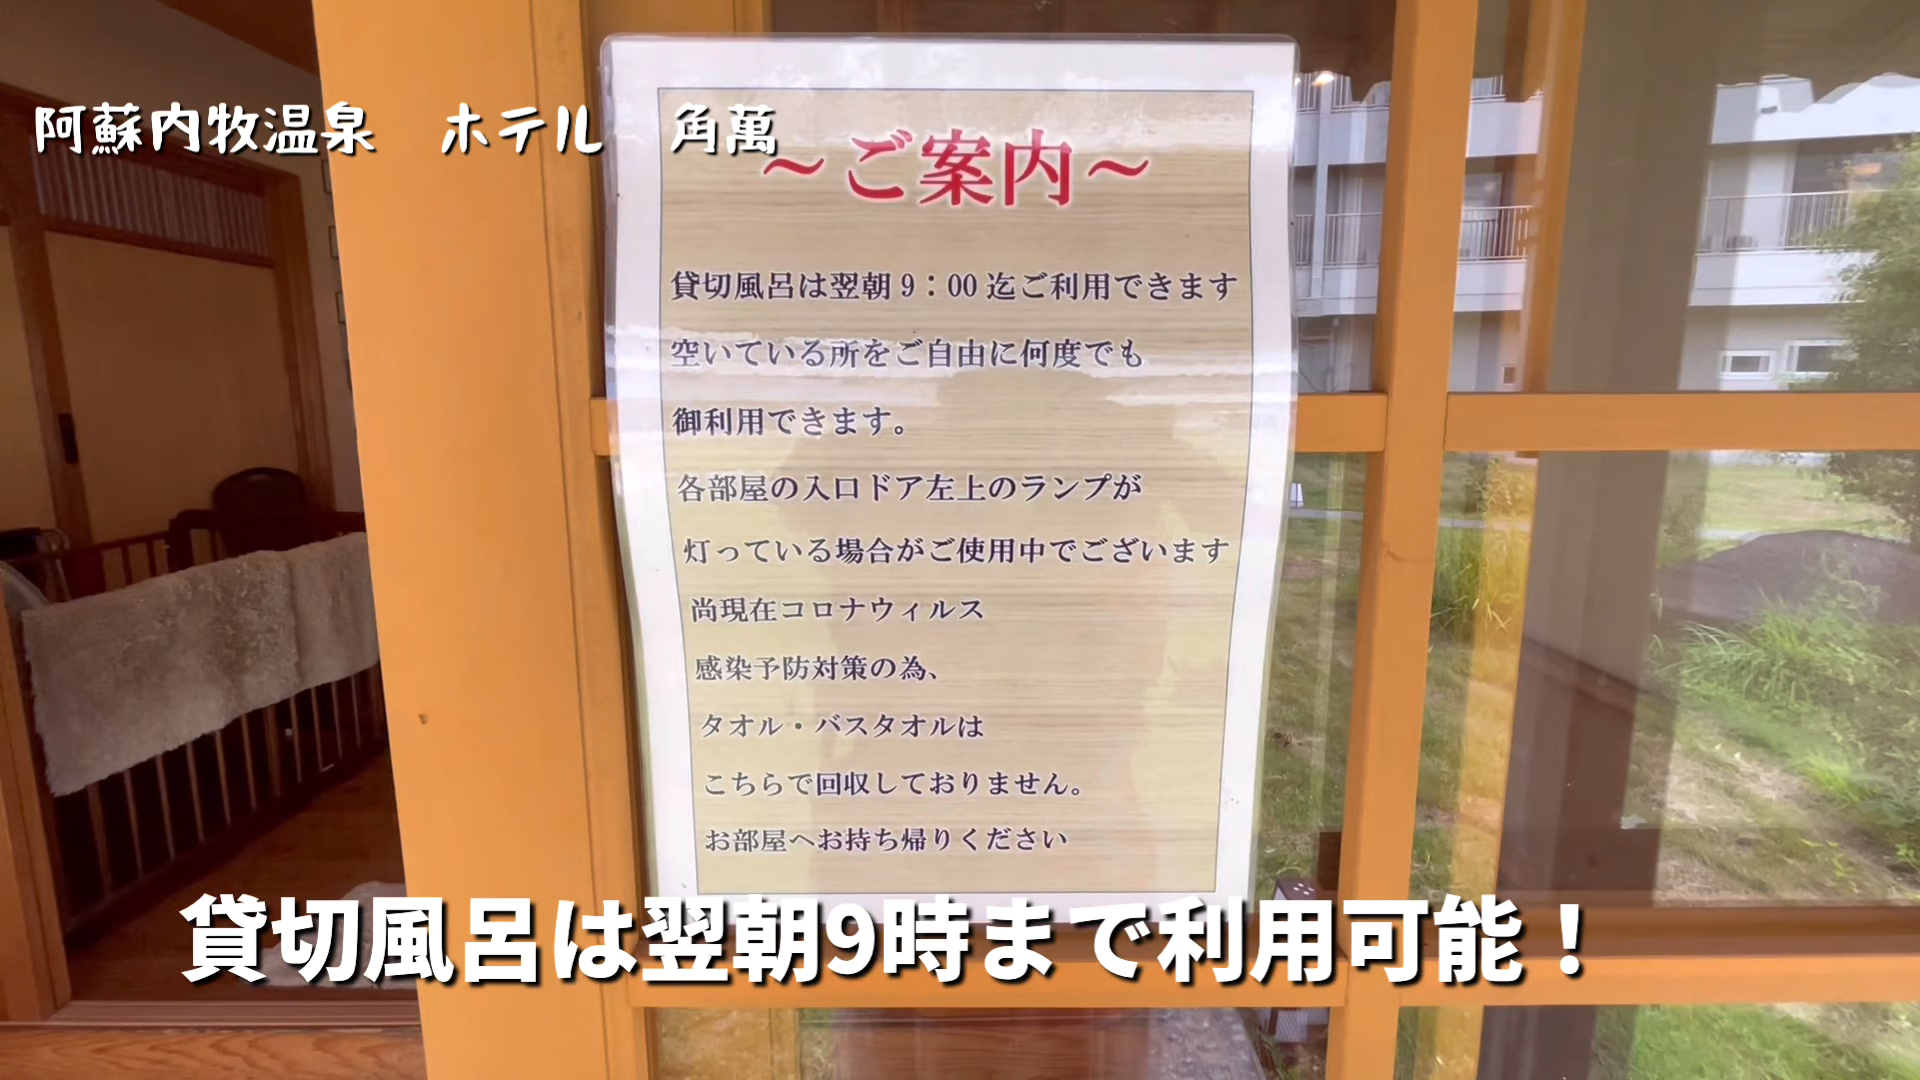 阿蘇内牧温泉　ホテル　角萬
～ご案内～
貸切風呂は翌朝 9：00 迄ご利用できます
空いている所をご自由に何度でも
御利用できます。
各部屋の入口ドア左上のランプが
灯っている場合がご使用中でございます
尚現在コロナウィルス
感染予防対策の為、
タオル・バスタオルは
こちらで回収しておりません。
お部屋へお持ち帰りください
貸切風呂は翌朝9時まで利用可能！